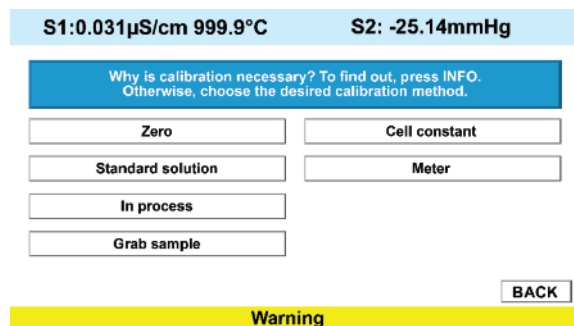 S1:0.031µS/cm 999.9°C S2: -25.14mmHg
Why is calibration necessary? To find out, press INFO.
Otherwise, choose the desired calibration method.
Zero Cell constant
Standard solution Meter
In process
Grab sample
BACK
Warning